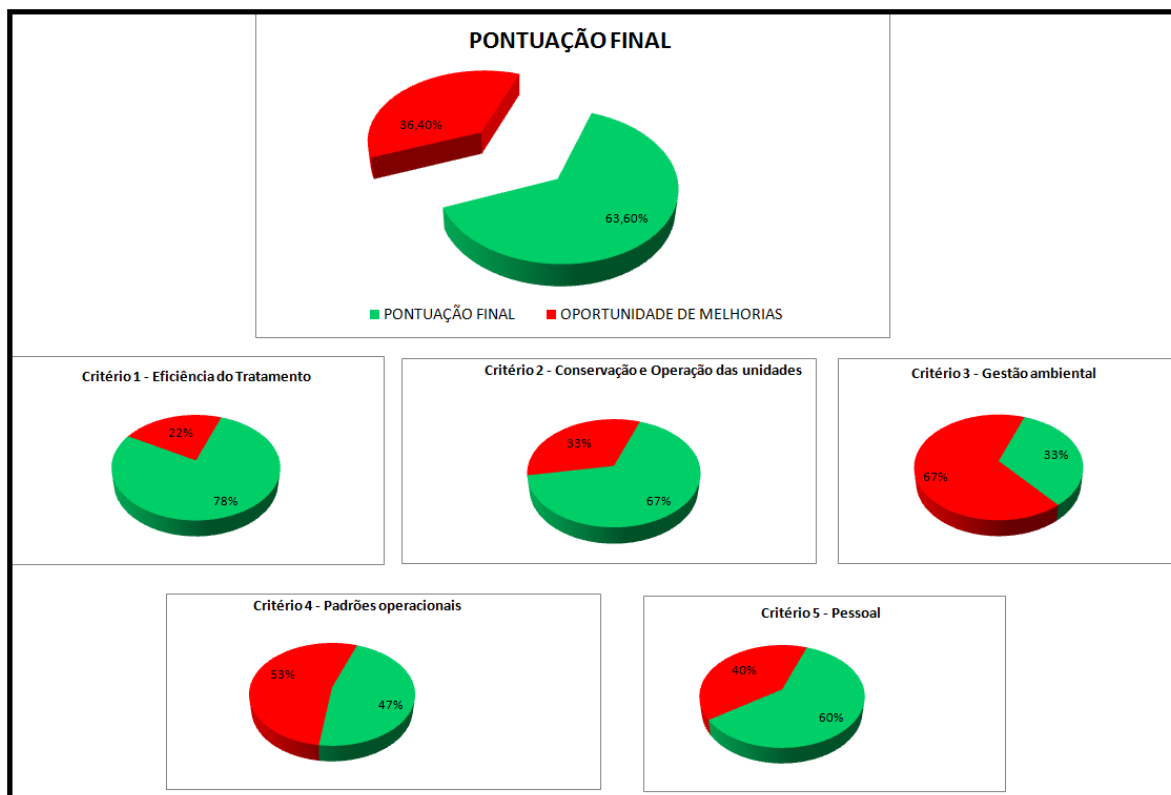 PONTUAÇÃO FINAL
36,40%
63,60%
PONTUAÇÃO FINAL
OPORTUNIDADE DE MELHORIAS
Critério 1 - Eficiência do Tratamento
22%
78%
Critério 2 - Conservação e Operação das unidades
33%
67%
Critério 3 - Gestão ambiental
33%
67%
Critério 4 - Padrões operacionais
53%
47%
Critério 5 - Pessoal
40%
60%